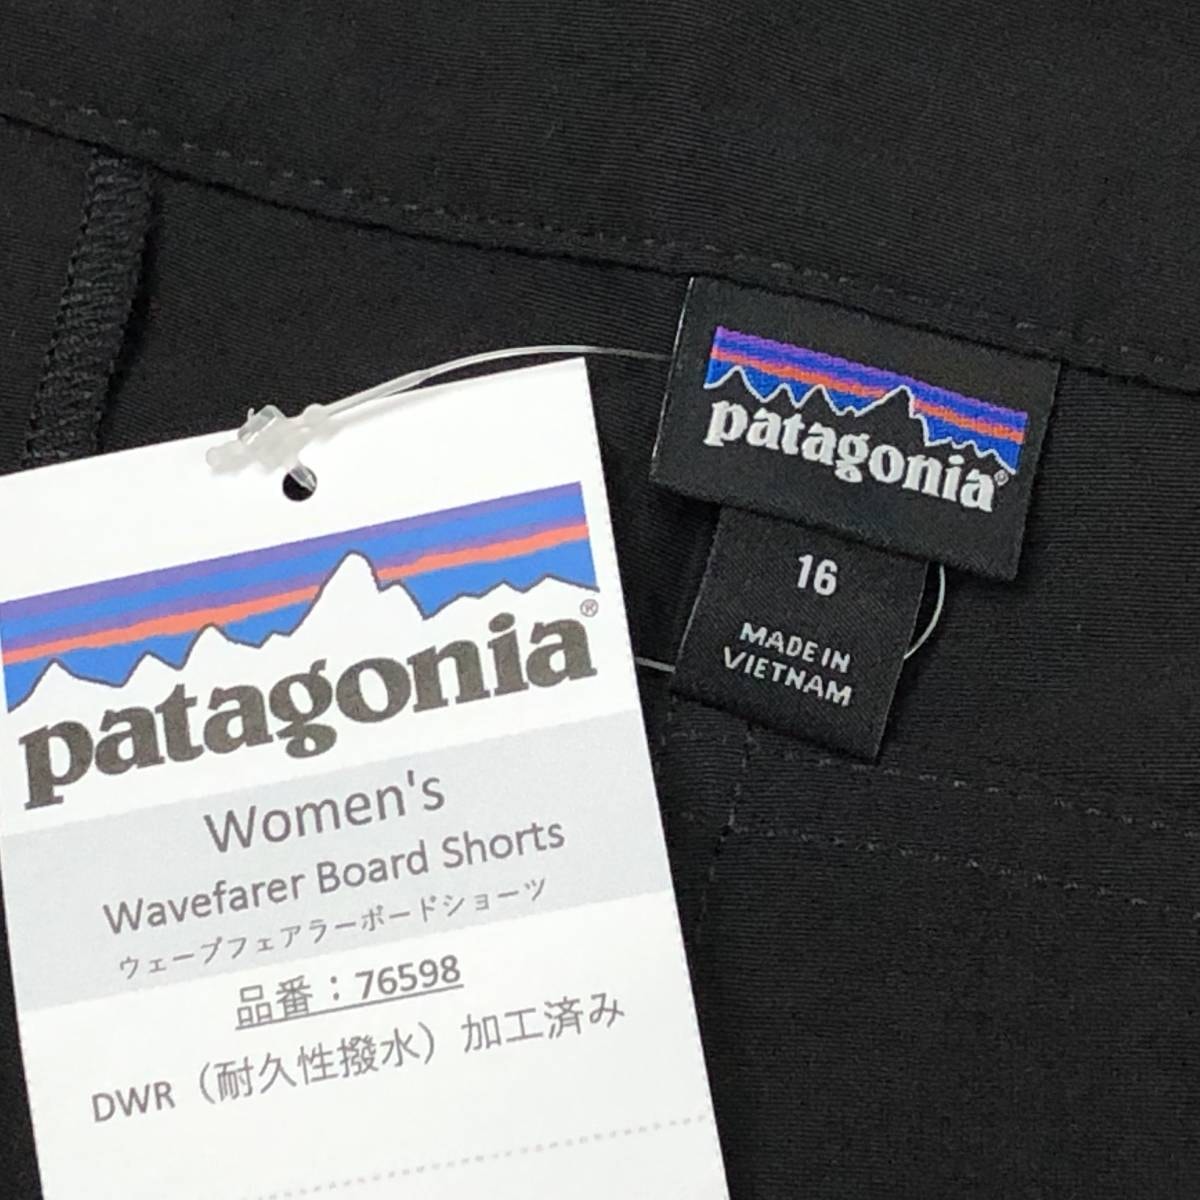 patagonia®
16
MADE IN
VIETNAM
patagonia®
Women's
Wavefarer Board Shorts
ウェーブフェアラーボードショーツ
品番：76598
DWR（耐久性撥水）加工済み